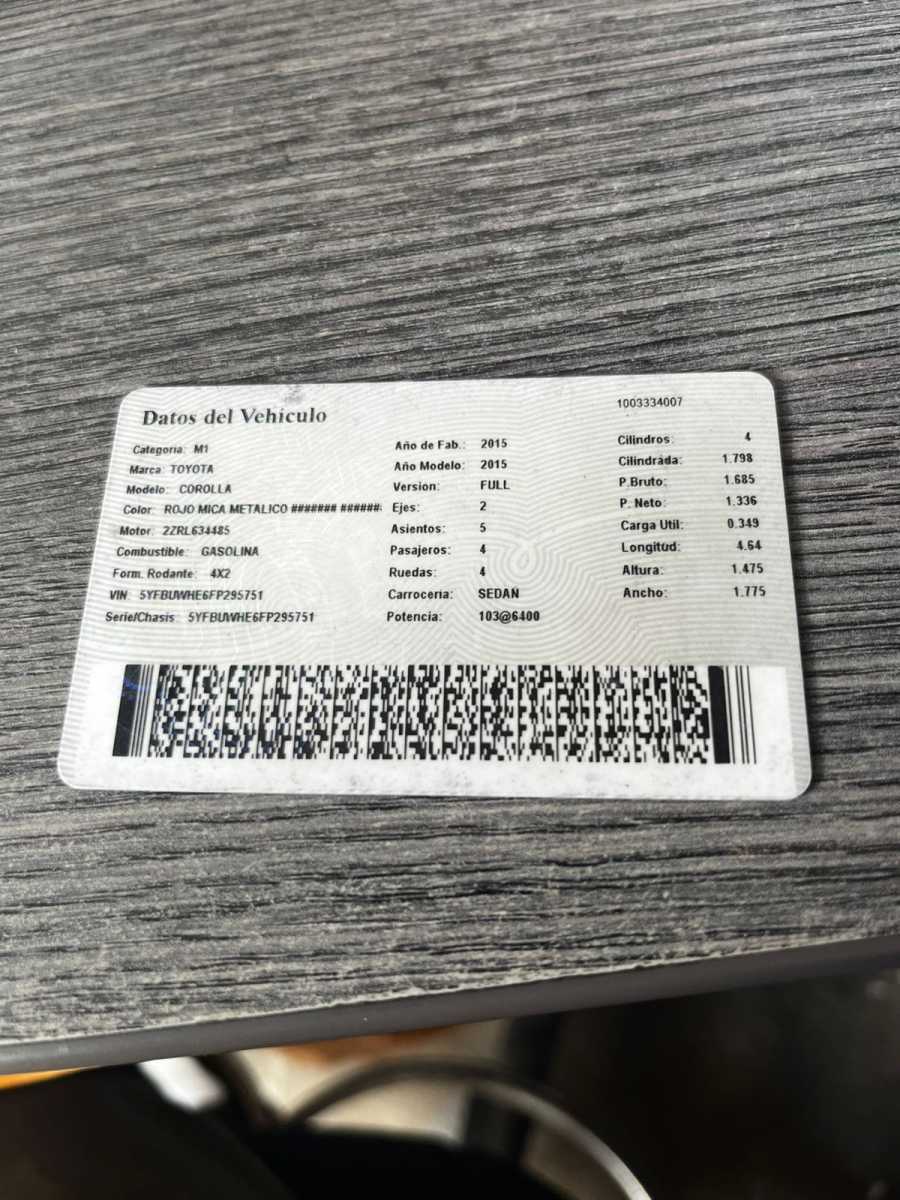 Datos del Vehículo
1003334007
Categoria: M1
Marca: TOYOTA
Modelo: COROLLA
Color: ROJO MICA METALICO ####### ######
Motor: 2ZRL634485
Combustible: GASOLINA
Form. Rodante: 4X2
VIN: 5YFBUWHE6FP295751
Serie/Chasis: 5YFBUWHE6FP295751
Año de Fab.: 2015
Año Modelo: 2015
Version: FULL
Ejes: 2
Asientos: 5
Pasajeros: 4
Ruedas: 4
Carroceria: SEDAN
Potencia: 103@6400
Cilindros: 4
Cilindrada: 1.798
P.Bruto: 1.685
P. Neto: 1.336
Carga Util: 0.349
Longitud: 4.64
Altura: 1.475
Ancho: 1.775